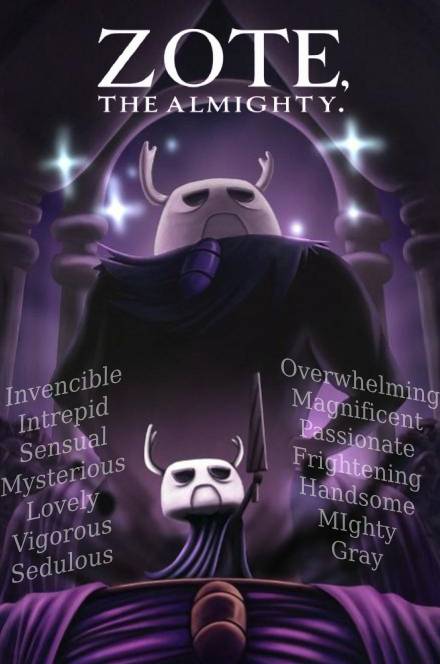 ZOTE,
THE ALMIGHTY.
Invencible
Intrepid
Sensual
Mysterious
Lovely
Vigorous
Sedulous
Overwhelming
Magnificent
Passionate
Frightening
Handsome
MIghty
Gray